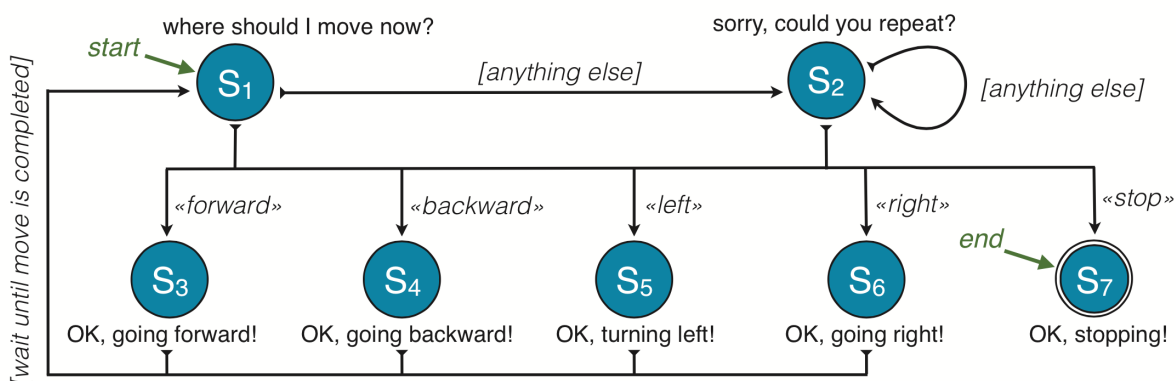 where should I move now?
sorry, could you repeat?
start
S1
[anything else]
S2
[anything else]
[wait until move is completed]
«forward»
«backward»
«left»
«right»
«stop»
end
S3
S4
S5
S6
S7
OK, going forward!
OK, going backward!
OK, turning left!
OK, going right!
OK, stopping!